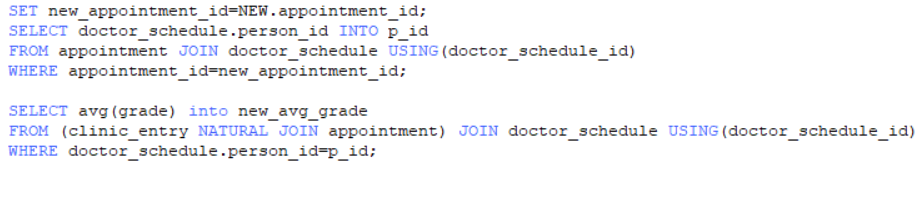 SET new_appointment_id=NEW.appointment_id;
SELECT doctor_schedule.person_id INTO p_id
FROM appointment JOIN doctor_schedule USING(doctor_schedule_id)
WHERE appointment_id=new_appointment_id;
SELECT avg(grade) into new_avg_grade
FROM (clinic_entry NATURAL JOIN appointment) JOIN doctor_schedule USING(doctor_schedule_id)
WHERE doctor_schedule.person_id=p_id;